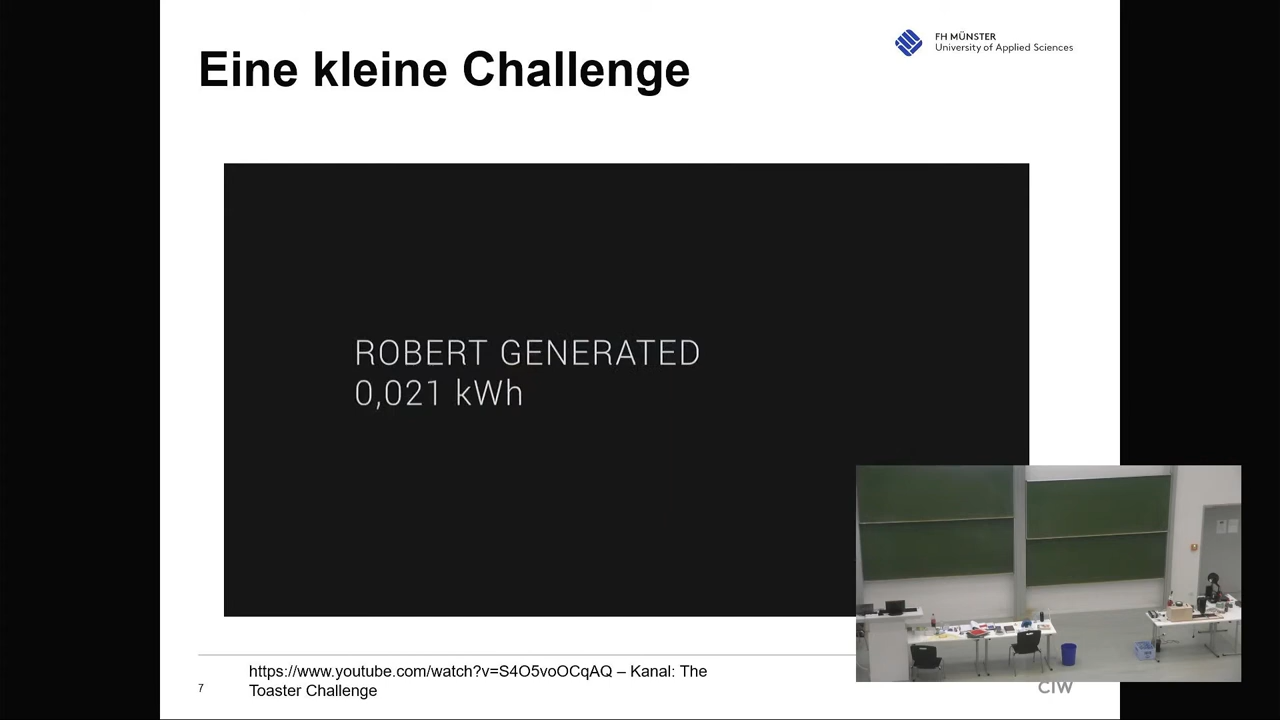 Eine kleine Challenge
FH MÜNSTER
University of Applied Sciences
ROBERT GENERATED
0,021 kWh
7
https://www.youtube.com/watch?v=S4O5voOCqAQ – Kanal: The
Toaster Challenge
CIW